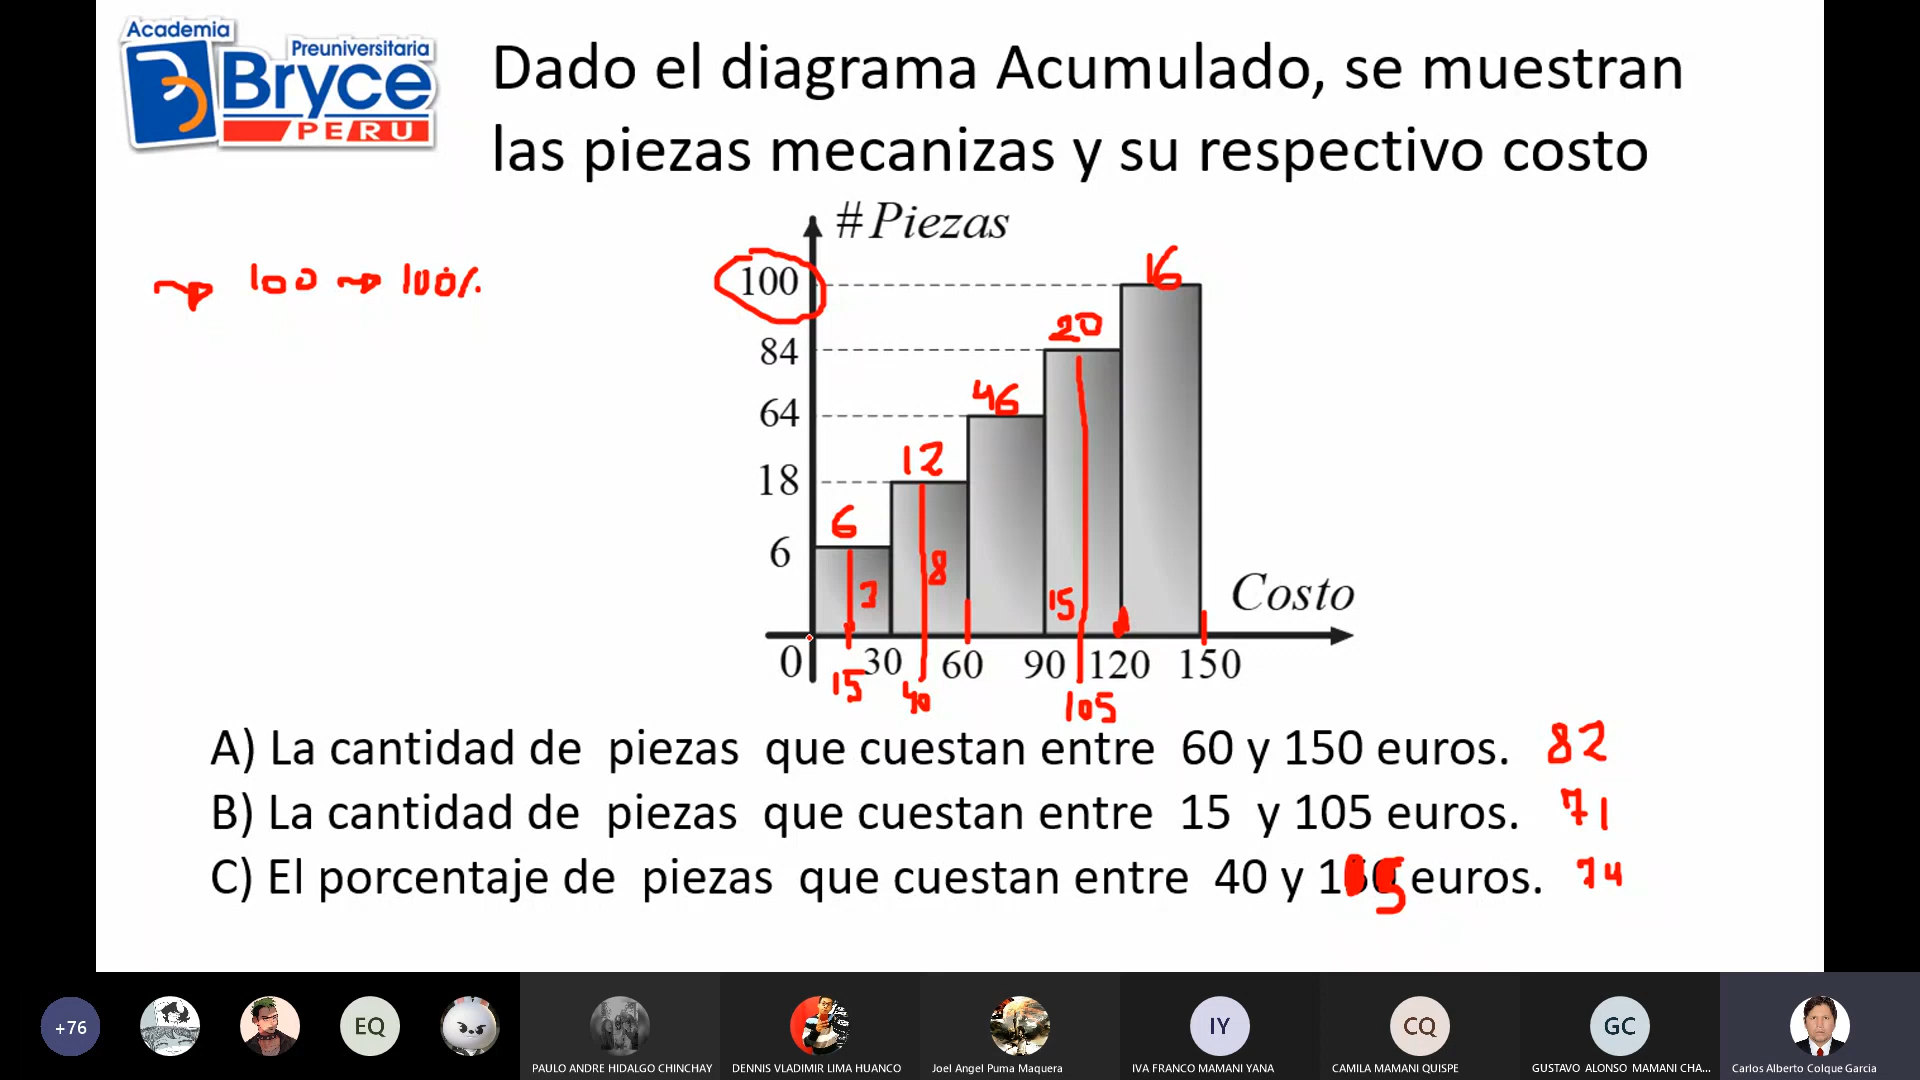 Academia
Preuniversitaria
Bryce
PERU
Dado el diagrama Acumulado, se muestran
las piezas mecanizas y su respectivo costo
# Piezas
100 → 100%
100
16
84
20
64
46
18
12
6
6
3
8
15
Costo
0
30
60
90
120
150
15
40
105
A) La cantidad de piezas que cuestan entre 60 y 150 euros. 82
B) La cantidad de piezas que cuestan entre 15 y 105 euros. 71
C) El porcentaje de piezas que cuestan entre 40 y euros. 74
+76
EQ
IY
CQ
GC
PAULO ANDRE HIDALGO CHINCHAY
DENNIS VLADIMIR LIMA HUANCO
Joel Angel Puma Maquera
IVA FRANCO MAMANI YANA
CAMILA MAMANI QUISPE
GUSTAVO ALONSO MAMANI CHA...
Carlos Alberto Colque Garcia